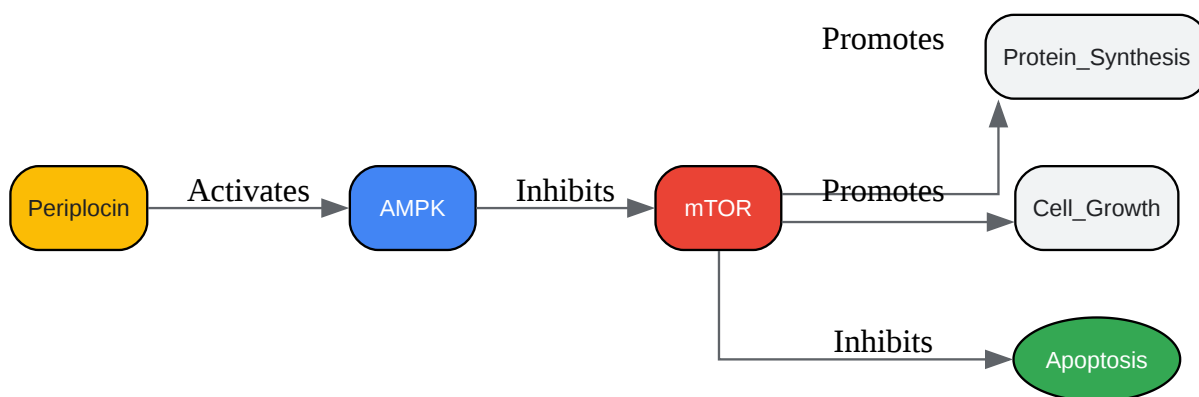 Promotes
Protein_Synthesis
Periplocin
Activates
AMPK
Inhibits
mTOR
Promotes
Cell_Growth
Inhibits
Apoptosis